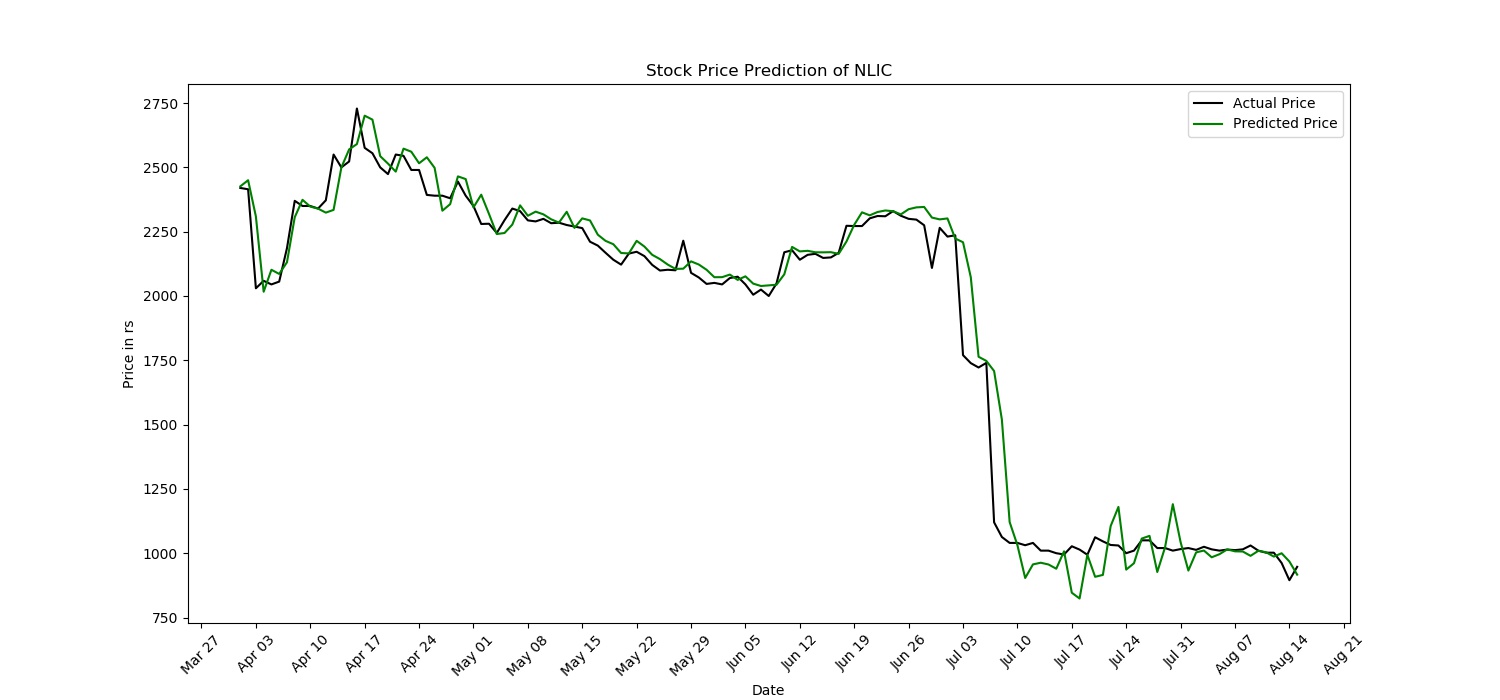 Stock Price Prediction of NLIC
Actual Price
Predicted Price
Price in rs
2750
2500
2250
2000
1750
1500
1250
1000
750
Mar 27
Apr 03
Apr 10
Apr 17
Apr 24
May 01
May 08
May 15
May 22
May 29
Jun 05
Jun 12
Jun 19
Jun 26
Jul 03
Jul 10
Jul 17
Jul 24
Jul 31
Aug 07
Aug 14
Aug 21
Date